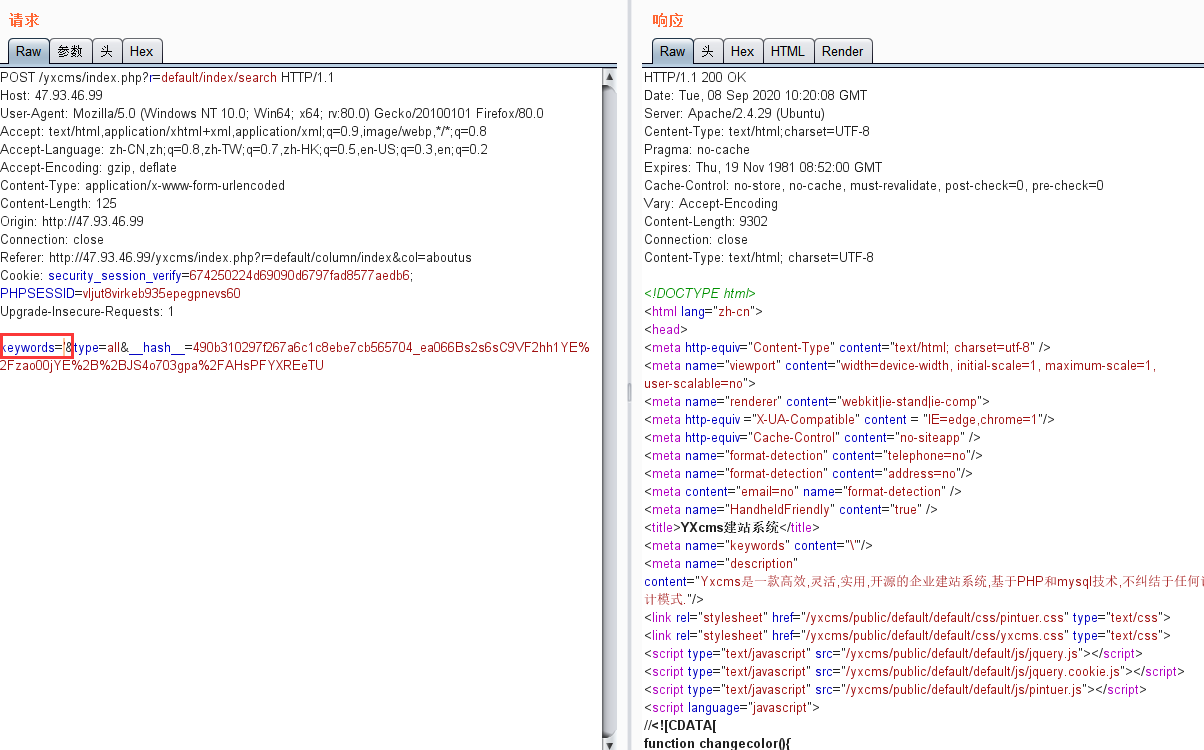 请求
Raw 参数 头 Hex
POST /yxcms/index.php?r=default/index/search HTTP/1.1
Host: 47.93.46.99
User-Agent: Mozilla/5.0 (Windows NT 10.0; Win64; x64; rv:80.0) Gecko/20100101 Firefox/80.0
Accept: text/html,application/xhtml+xml,application/xml;q=0.9,image/webp,*/*;q=0.8
Accept-Language: zh-CN,zh;q=0.8,zh-TW;q=0.7,zh-HK;q=0.5,en-US;q=0.3,en;q=0.2
Accept-Encoding: gzip, deflate
Content-Type: application/x-www-form-urlencoded
Content-Length: 125
Origin: http://47.93.46.99
Connection: close
Referer: http://47.93.46.99/yxcms/index.php?r=default/column/index&col=aboutus
Cookie: security_session_verify=674250224d69090d6797fad8577aedb6;
PHPSESSID=vljut8virkeb935epegpnevs60
Upgrade-Insecure-Requests: 1
keywords='&type=all&__hash__=490b310297f267a6c1c8ebe7cb565704_ea066Bs2s6sC9VF2hh1YE%
2Fzao00jYE%2B%2BJS4o703gpa%2FAHsPFYXREeTU
响应
Raw 头 Hex HTML Render
HTTP/1.1 200 OK
Date: Tue, 08 Sep 2020 10:20:08 GMT
Server: Apache/2.4.29 (Ubuntu)
Centent-Type: text/html;charset=UTF-8
Pragma: no-cache
Expires: Thu, 19 Nov 1981 08:52:00 GMT
Cache-Control: no-store, no-cache, must-revalidate, post-check=0, pre-check=0
Vary: Accept-Encoding
Content-Length: 9302
Connection: close
Content-Type: text/html; charset=UTF-8
<!DOCTYPE html>
<html lang="zh-cn">
<head>
<meta http-equiv="Content-Type" content="text/html; charset=utf-8" />
<meta name="viewport" content="width=device-width, initial-scale=1, maximum-scale=1,
user-scalable=no">
<meta name="renderer" content="webkit|ie-stand|ie-comp">
<meta http-equiv ="X-UA-Compatible" content = "IE=edge,chrome=1"/>
<meta http-equiv="Cache-Control" content="no-siteapp" />
<meta name="format-detection" content="telephone=no"/>
<meta name="format-detection" content="address=no"/>
<meta content="email=no" name="format-detection" />
<meta name="HandheldFriendly" content="true" />
<title>YXcms建站系统</title>
<meta name="keywords" content="\'"/>
<meta name="description"
content="Yxcms是一款高效,灵活,实用,开源的企业建站系统,基于PHP和mysql技术,不纠结于任何
计模式."/>
<link rel="stylesheet" href="/yxcms/public/default/default/css/pintuer.css" type="text/css">
<link rel="stylesheet" href="/yxcms/public/default/default/css/yxcms.css" type="text/css">
<script type="text/javascript" src="/yxcms/public/default/default/js/jquery.js"></script>
<script type="text/javascript" src="/yxcms/public/default/default/js/jquery.cookie.js"></script>
<script type="text/javascript" src="/yxcms/public/default/default/js/pintuer.js"></script>
<script language="javascript">
//<![CDATA[
function changecolor(){